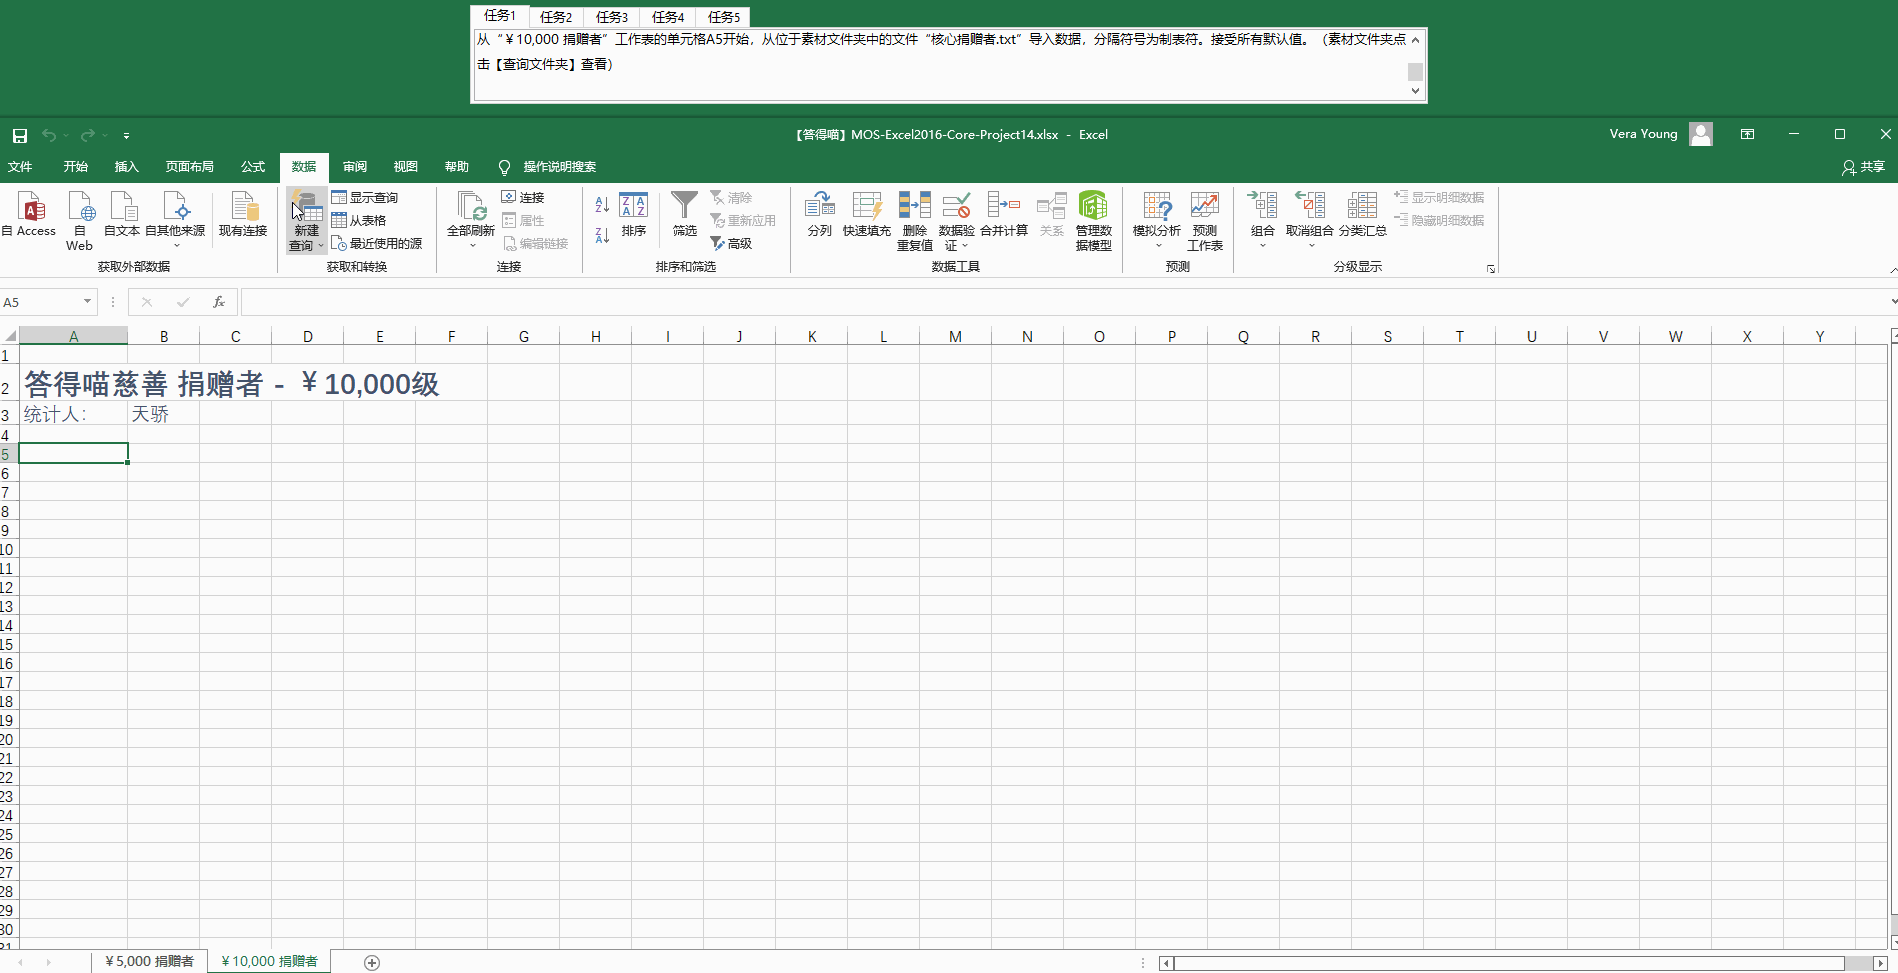 任务1 任务2 任务3 任务4 任务5
从“￥10,000 捐赠者”工作表的单元格A5开始，从位于素材文件夹中的文件“核心捐赠者.txt”导入数据，分隔符号为制表符。接受所有默认值。（素材文件夹点
击【查询文件夹】查看）
【答得喵】MOS-Excel2016-Core-Project14.xlsx - Excel
Vera Young
文件 开始 插入 页面布局 公式 数据 审阅 视图 帮助 操作说明搜索 共享
自 Access
自
Web
自文本
自其他来源
现有连接
获取外部数据
新建
查询
显示查询
从表格
最近使用的源
获取和转换
全部刷新
连接
属性
编辑链接
连接
排序
筛选
清除
重新应用
高级
排序和筛选
分列
快速填充
删除
重复值
数据验
证
合并计算
关系
管理数
据模型
数据工具
模拟分析
预测
工作表
预测
组合
取消组合
分类汇总
显示明细数据
隐藏明细数据
分级显示
A5
fx
A B C D E F G H I J K L M N O P Q R S T U V W X Y
1
2 答得喵慈善 捐赠者 - ￥10,000级
3 统计人： 天骄
4
5
6
7
8
9
10
11
12
13
14
15
16
17
18
19
20
21
22
23
24
25
26
27
28
29
30
31
￥5,000 捐赠者 ￥10,000 捐赠者